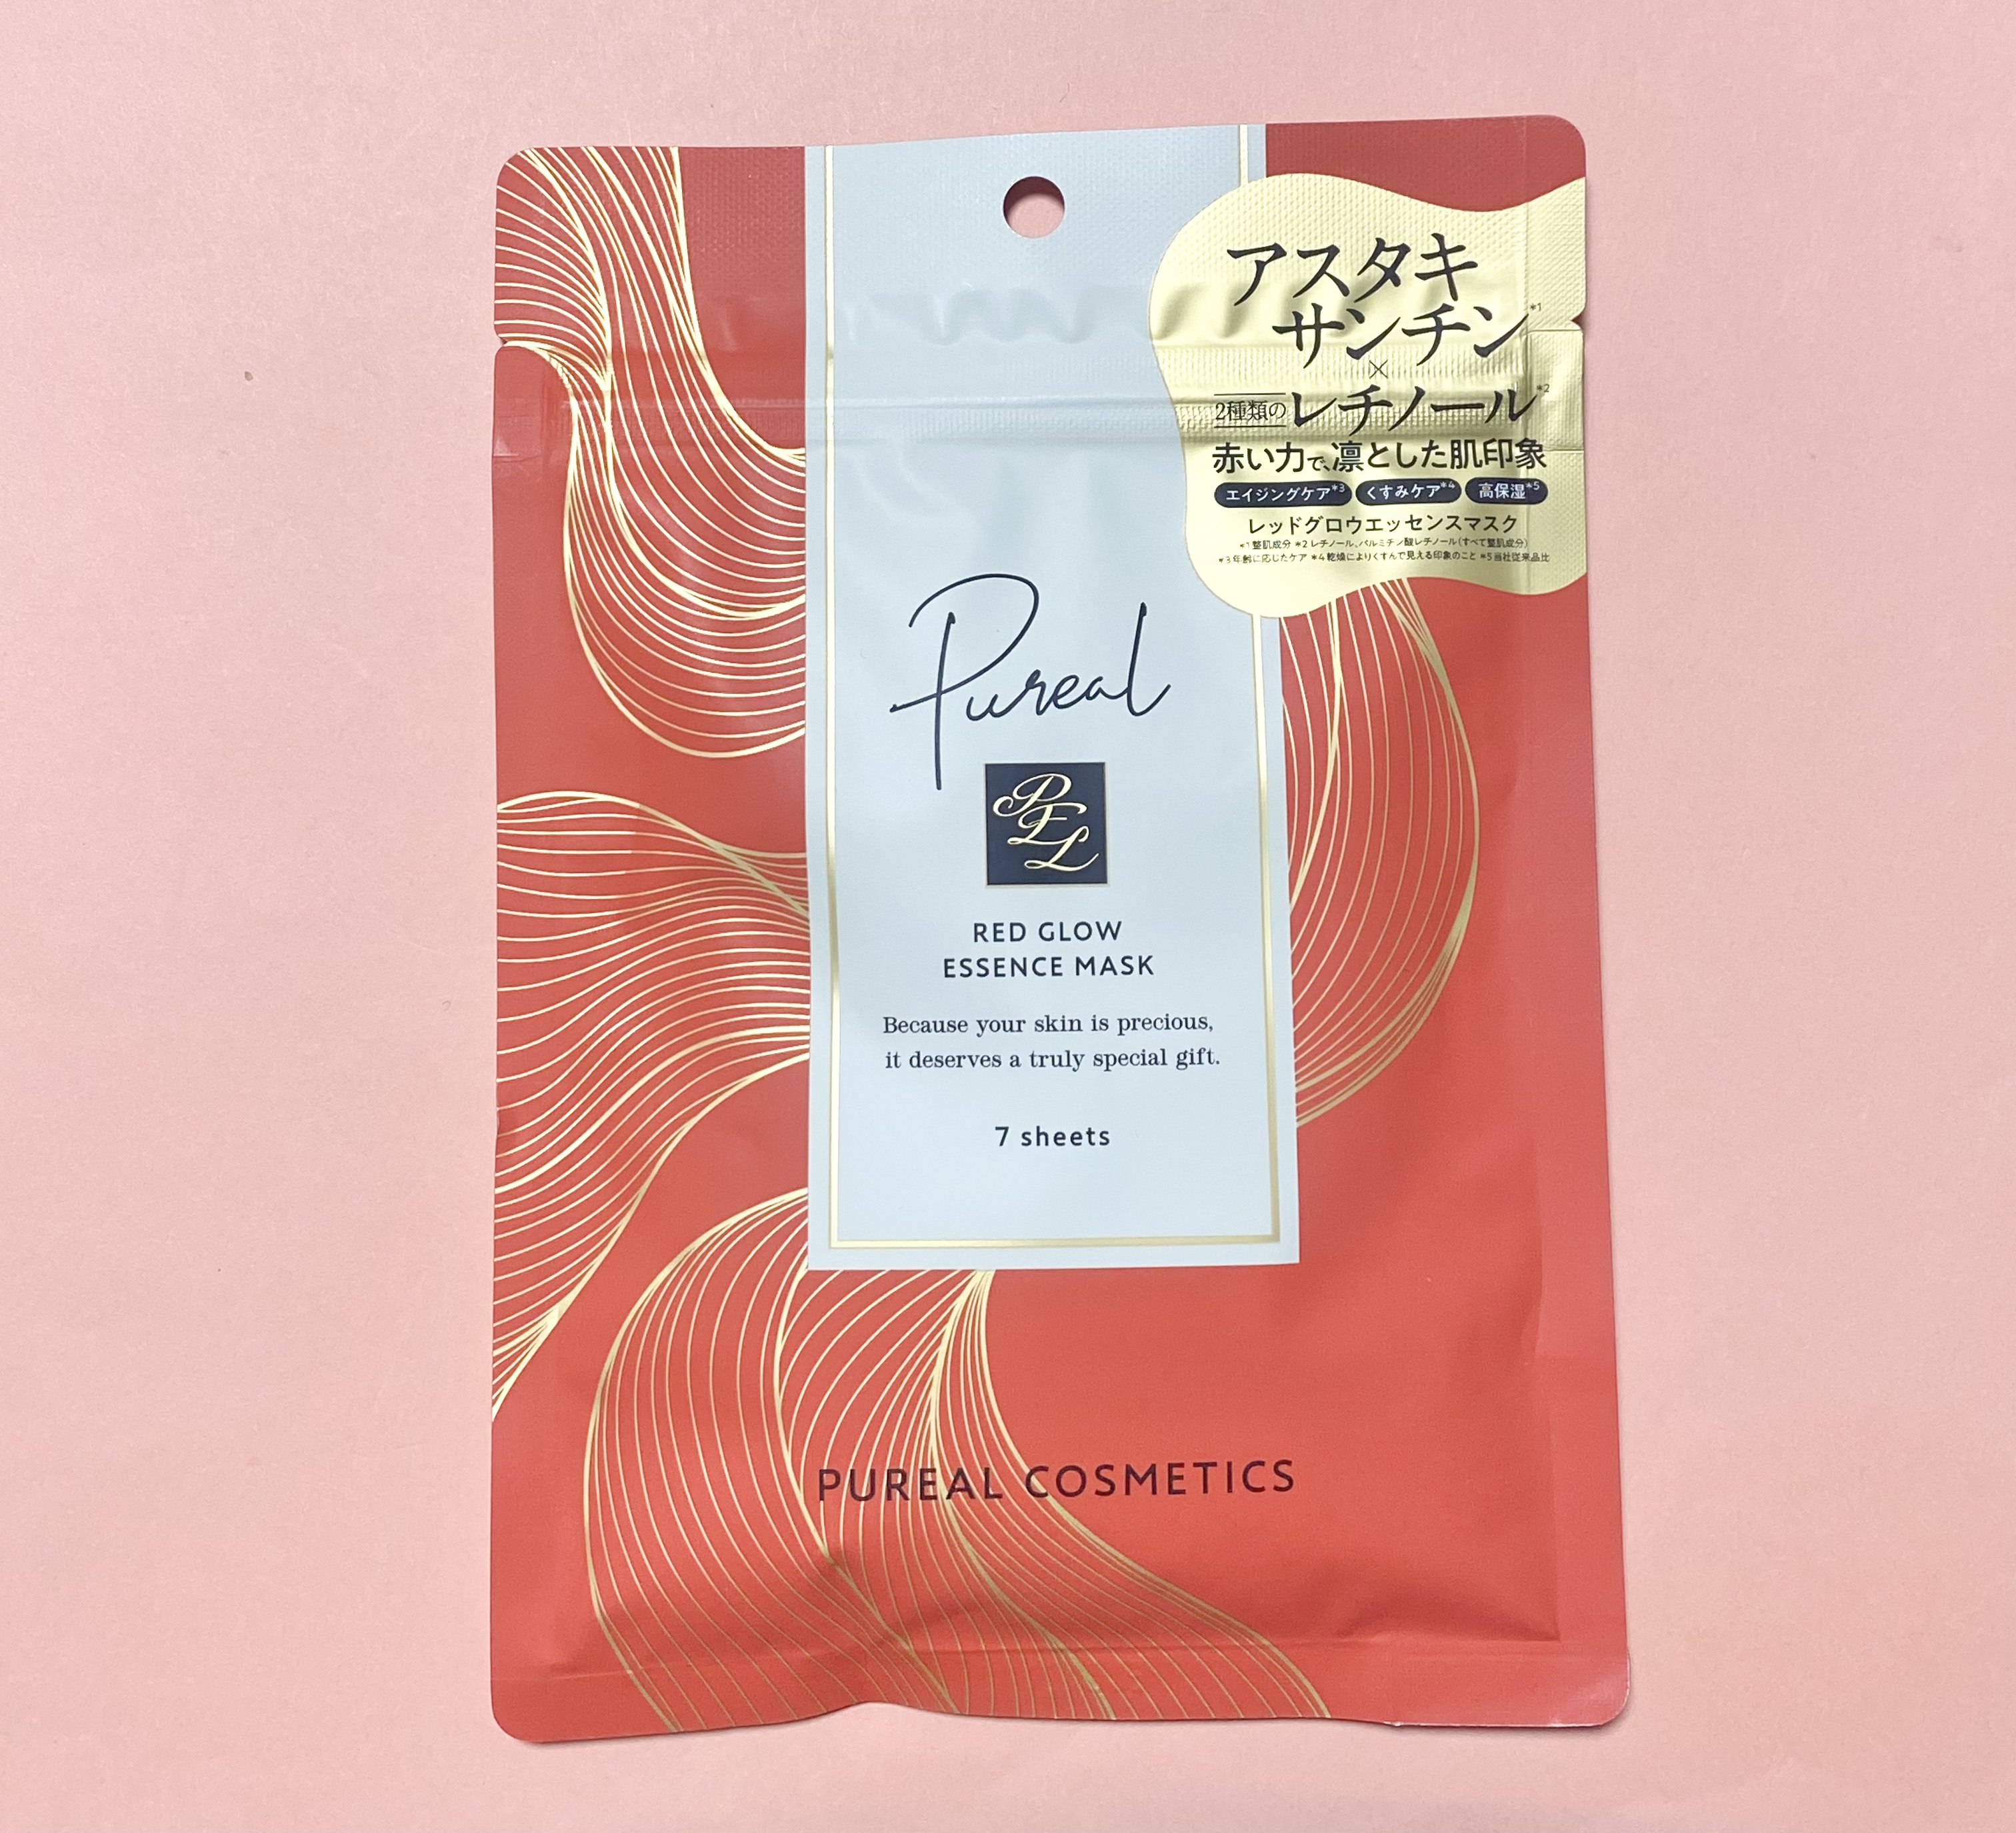 アスタキ
サンチン*1
×
2種類のレチノール*2
赤い力で、凛とした肌印象
エイジングケア*3 くすみケア*4 高保湿*5
レッドグロウエッセンスマスク
*1 整肌成分 *2 レチノール、パルミチン酸レチノール(すべて整肌成分)
*3 年齢に応じたケア *4 乾燥によりくすんで見える印象のこと *5 当社従来品比
Pureal
PEL
RED GLOW
ESSENCE MASK
Because your skin is precious,
it deserves a truly special gift.
7 sheets
PUREAL COSMETICS